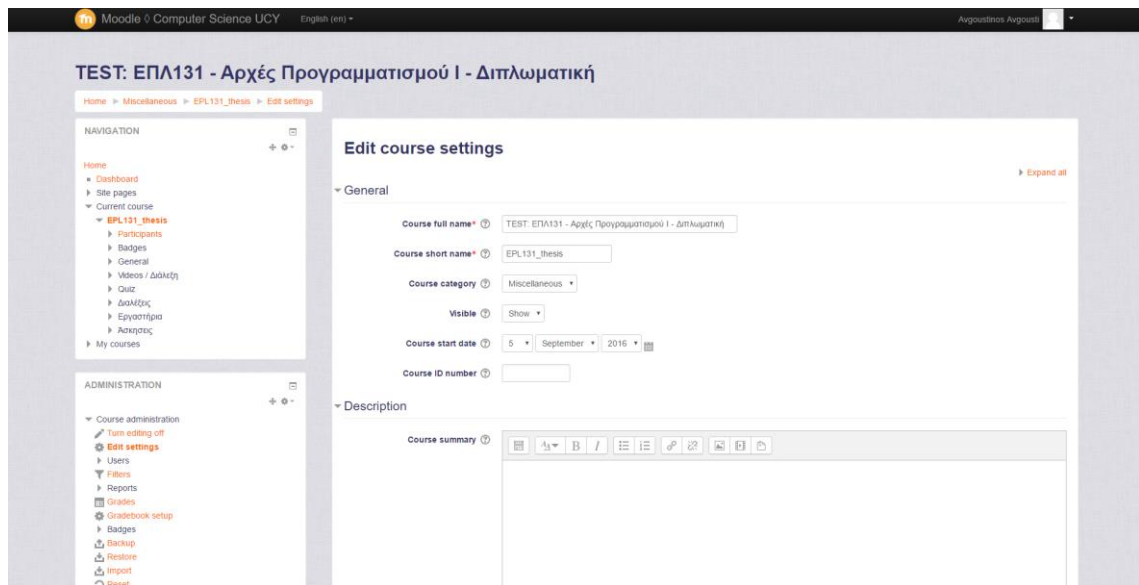 fn Moodle ◊ Computer Science UCY English (en) Avgoustinos Avgousti
TEST: ΕΠΛ131 - Αρχές Προγραμματισμού Ι - Διπλωματική
Home Miscellaneous EPL131_thesis Edit settings
NAVIGATION
Home
Dashboard
Site pages
Current course
EPL131_thesis
Participants
Badges
General
Videos / Διάλεξη
Quiz
Διαλέξεις
Εργαστήρια
Άσκησεις
My courses
ADMINISTRATION
Course administration
Turn editing off
Edit settings
Users
Filters
Reports
Grades
Gradebook setup
Badges
Backup
Restore
Import
Reset
Edit course settings
Expand all
General
Course full name* TEST: ΕΠΛ131 - Αρχές Προγραμματισμού Ι - Διπλωματική
Course short name* EPL131_thesis
Course category Miscellaneous
Visible Show
Course start date 5 September 2016
Course ID number
Description
Course summary
B I